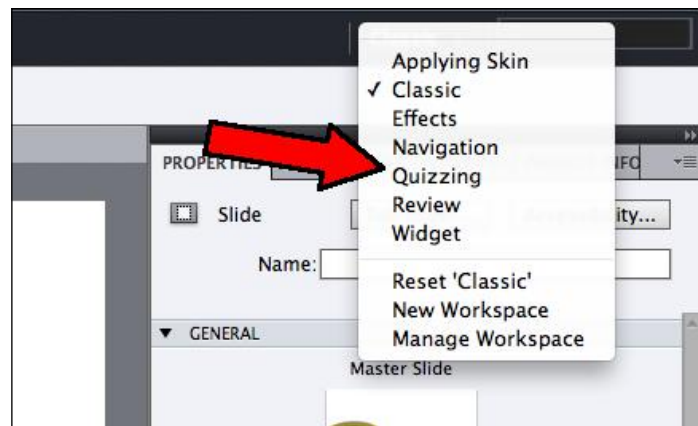 Applying Skin
✓ Classic
Effects
Navigation
Quizzing
Review
Widget
Reset 'Classic'
New Workspace
Manage Workspace
PROPERTIES
Slide
Name:
▼ GENERAL
Master Slide